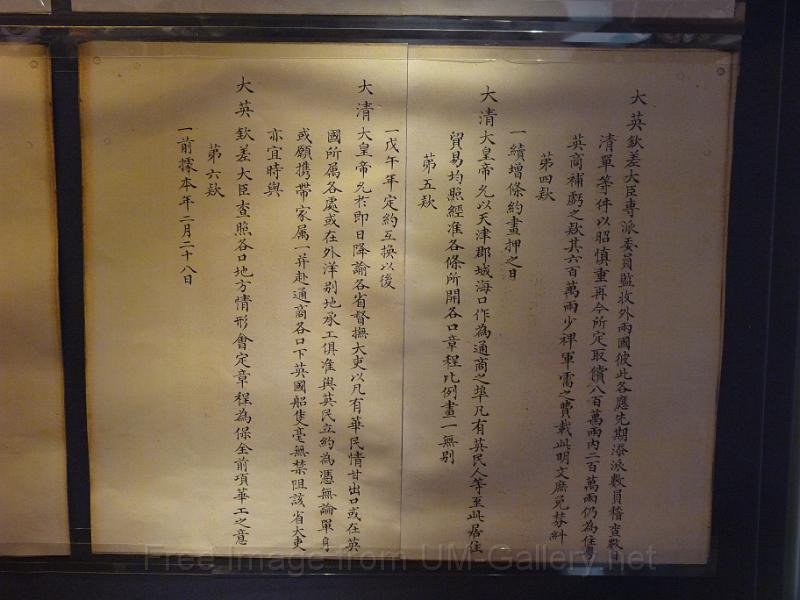 大英欽差大臣專派委員監收外兩國彼此各應先期添派數員稽查數
清單等件以昭慎重再今所定取償八百萬兩內二百萬兩仍為住粵
英商補虧之款其六百萬兩少裨軍需之費載此明文庶免棼糾
第四款
一續增條約畫押之日
大清大皇帝允以天津郡城海口作為通商之埠凡有英民人等至此居住
貿易均照經准各條所開各口章程比例畫一無別
第五款
一戊午年定約互換以後
大清大皇帝允於即日降諭各省督撫大吏以凡有華民情甘出口或在英
國所屬各處或在外洋別地承工俱准與英民立約為憑無論單身
或願攜帶家屬一并赴通商各口下英國船隻毫無禁阻該省大吏
亦宜時與
大英欽差大臣查照各口地方情形會定章程為保全前項華工之意
第六款
一前據本年二月二十八日
Free Image from UM-Gallery.net